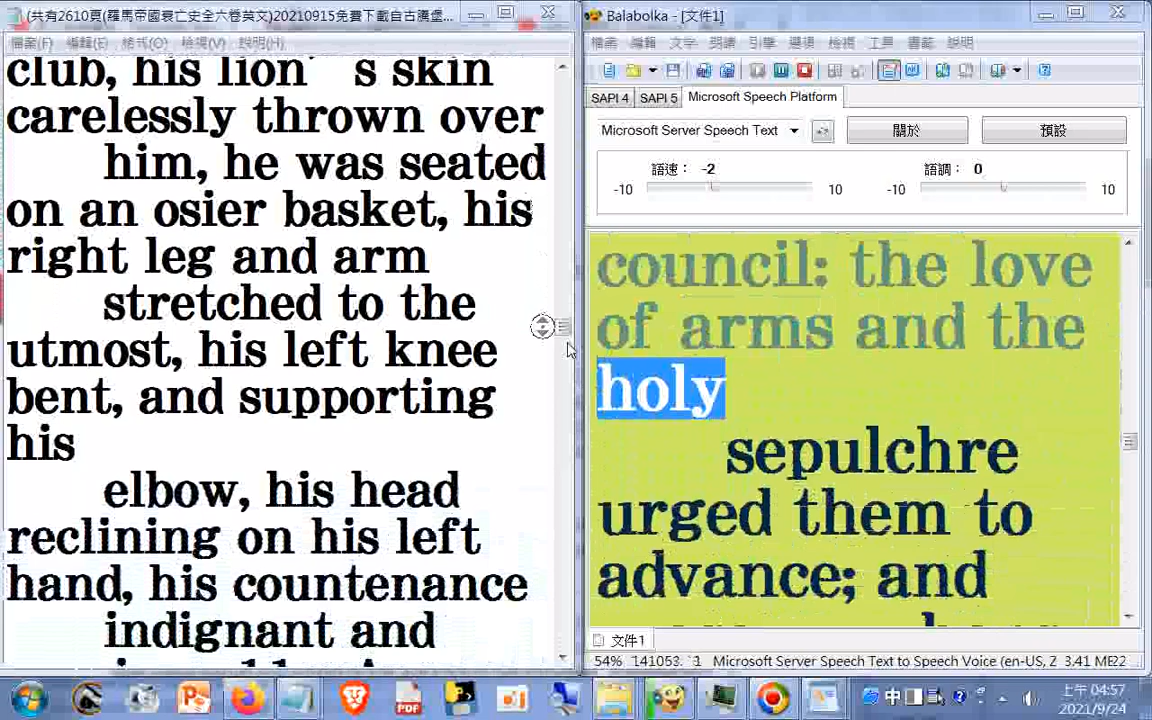 (共有2610頁(羅馬帝國衰亡史全六卷英文)20210915免費下載自古騰堡...
檔案(F) 編輯(E) 格式(O) 檢視(V) 說明(H)
club, his lion’ s skin
carelessly thrown over
him, he was seated
on an osier basket, his
right leg and arm
stretched to the
utmost, his left knee
bent, and supporting
his
elbow, his head
reclining on his left
hand, his countenance
indignant and
Balabolka - [文件1]
檔案 編輯 文字 朗讀 引擎 選項 檢視 工具 書籤 說明
SAPI 4 SAPI 5 Microsoft Speech Platform
Microsoft Server Speech Text 關於 預設
語速： -2 語調： 0
-10 10 -10 10
council: the love
of arms and the
holy
sepulchre
urged them to
advance; and
文件1
54% 141053. `1 Microsoft Server Speech Text to Speech Voice (en-US, Z 3.41 ME22
中
上午 04:57
2021/9/24